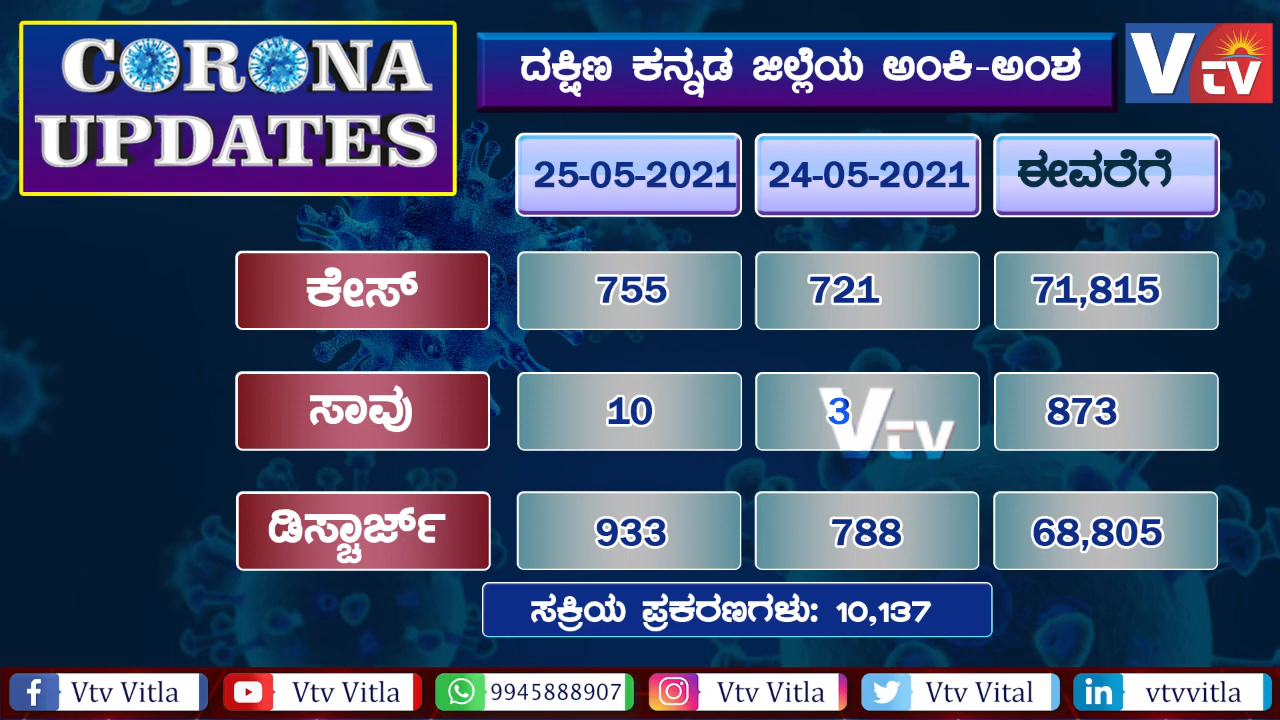 CORONA
UPDATES
ದಕ್ಷಿಣ ಕನ್ನಡ ಜಿಲ್ಲೆಯ ಅಂಕಿ-ಅಂಶ
VTV
25-05-2021 24-05-2021 ಈವರೆಗೆ
ಕೇಸ್ 755 721 71,815
ಸಾವು 10 3 873
VTV
ಡಿಸ್ಚಾರ್ಜ್ 933 788 68,805
ಸಕ್ರಿಯ ಪ್ರಕರಣಗಳು: 10,137
Vtv Vitla Vtv Vitla 9945888907 Vtv Vitla Vtv Vital vtvvitla